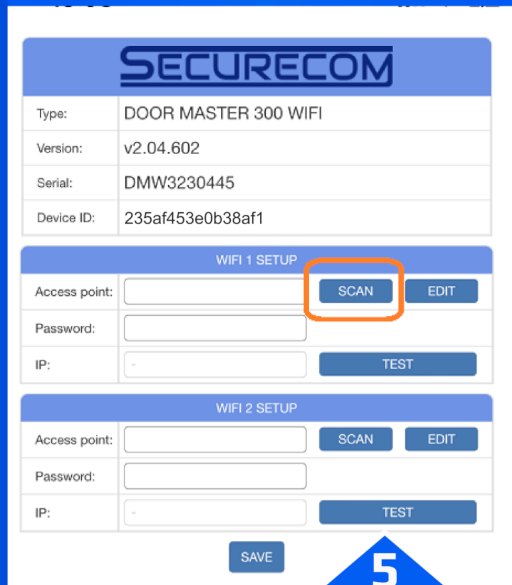 SECURECOM
Type: DOOR MASTER 300 WIFI
Version: v2.04.602
Serial: DMW3230445
Device ID: 235af453e0b38af1
WIFI 1 SETUP
Access point: SCAN EDIT
Password:
IP: - TEST
WIFI 2 SETUP
Access point: SCAN EDIT
Password:
IP: - TEST
SAVE
5